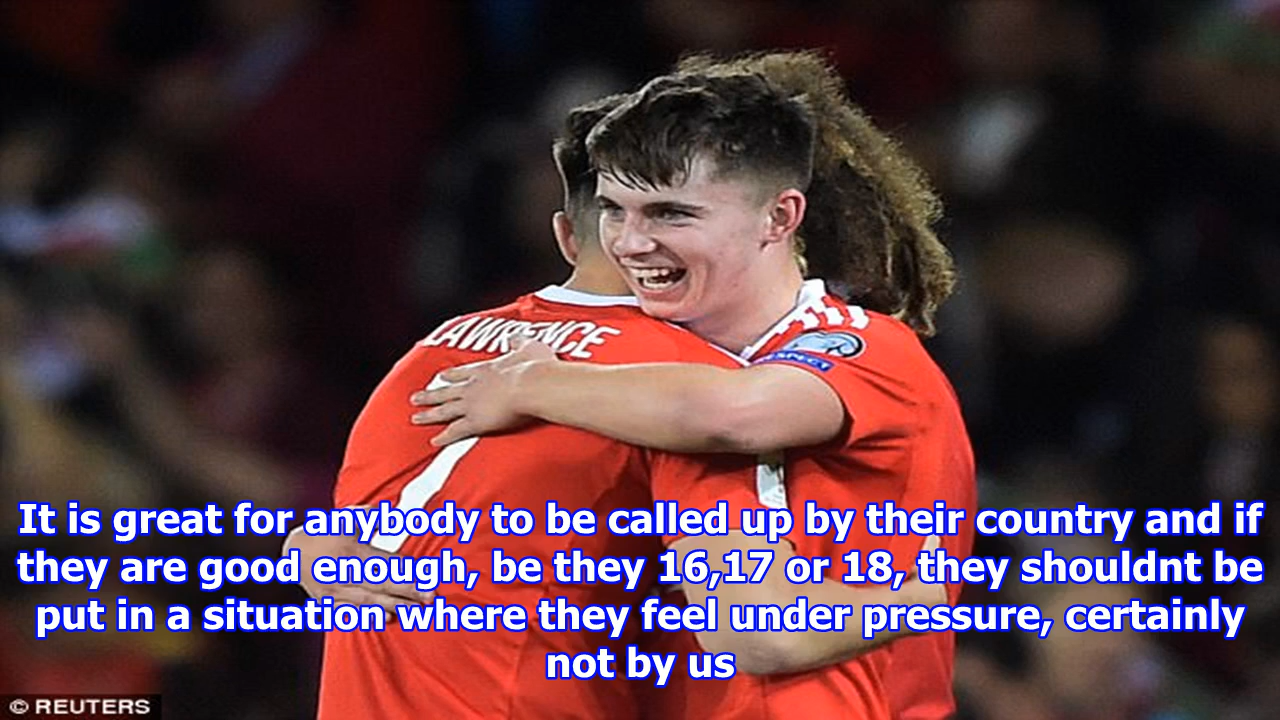 LAWRENCE
RESPECT
It is great for anybody to be called up by their country and if
they are good enough, be they 16,17 or 18, they shouldnt be
put in a situation where they feel under pressure, certainly
not by us
© REUTERS